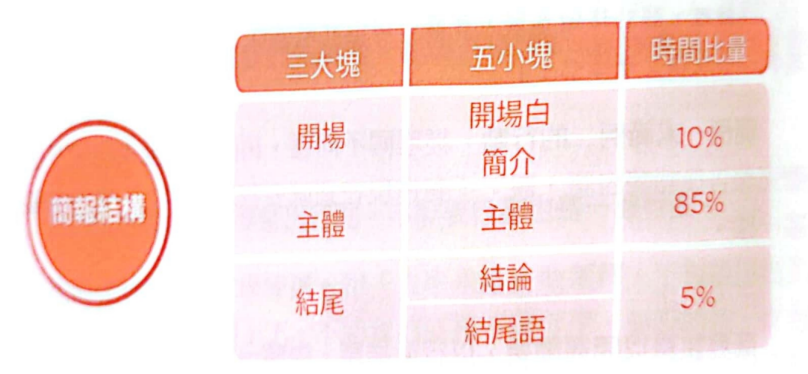 簡報結構
三大塊 五小塊 時間比量
開場 開場白 10%
簡介
主體 主體 85%
結尾 結論 5%
結尾語